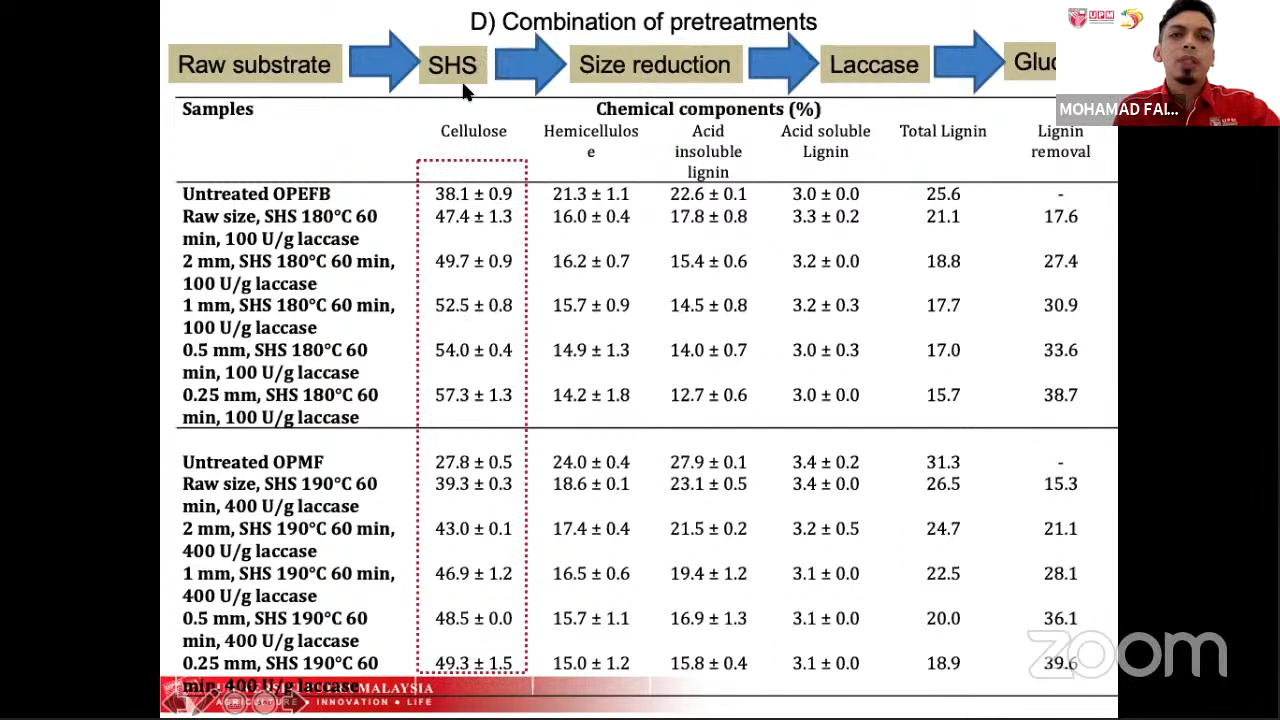 D) Combination of pretreatments
UPM
Raw substrate
SHS
Size reduction
Laccase
MOHAMAD FAI...
Samples
Chemical components (%)
Cellulose Hemicellulos Acid Acid soluble Total Lignin Lignin
e insoluble Lignin removal
lignin
Untreated OPEFB 38.1 ± 0.9 21.3 ± 1.1 22.6 ± 0.1 3.0 ± 0.0 25.6 -
Raw size, SHS 180°C 60 47.4 ± 1.3 16.0 ± 0.4 17.8 ± 0.8 3.3 ± 0.2 21.1 17.6
min, 100 U/g laccase
2 mm, SHS 180°C 60 min, 49.7 ± 0.9 16.2 ± 0.7 15.4 ± 0.6 3.2 ± 0.0 18.8 27.4
100 U/g laccase
1 mm, SHS 180°C 60 min, 52.5 ± 0.8 15.7 ± 0.9 14.5 ± 0.8 3.2 ± 0.3 17.7 30.9
100 U/g laccase
0.5 mm, SHS 180°C 60 54.0 ± 0.4 14.9 ± 1.3 14.0 ± 0.7 3.0 ± 0.3 17.0 33.6
min, 100 U/g laccase
0.25 mm, SHS 180°C 60 57.3 ± 1.3 14.2 ± 1.8 12.7 ± 0.6 3.0 ± 0.0 15.7 38.7
min, 100 U/g laccase
Untreated OPMF 27.8 ± 0.5 24.0 ± 0.4 27.9 ± 0.1 3.4 ± 0.2 31.3 -
Raw size, SHS 190°C 60 39.3 ± 0.3 18.6 ± 0.1 23.1 ± 0.5 3.4 ± 0.0 26.5 15.3
min, 400 U/g laccase
2 mm, SHS 190°C 60 min, 43.0 ± 0.1 17.4 ± 0.4 21.5 ± 0.2 3.2 ± 0.5 24.7 21.1
400 U/g laccase
1 mm, SHS 190°C 60 min, 46.9 ± 1.2 16.5 ± 0.6 19.4 ± 1.2 3.1 ± 0.0 22.5 28.1
400 U/g laccase
0.5 mm, SHS 190°C 60 48.5 ± 0.0 15.7 ± 1.1 16.9 ± 1.3 3.1 ± 0.0 20.0 36.1
min, 400 U/g laccase
0.25 mm, SHS 190°C 60 49.3 ± 1.5 15.0 ± 1.2 15.8 ± 0.4 3.1 ± 0.0 18.9 39.6
min, 400 U/g laccase
MALAYSIA
AGRICULTURE • INNOVATION • LIFE
zoom